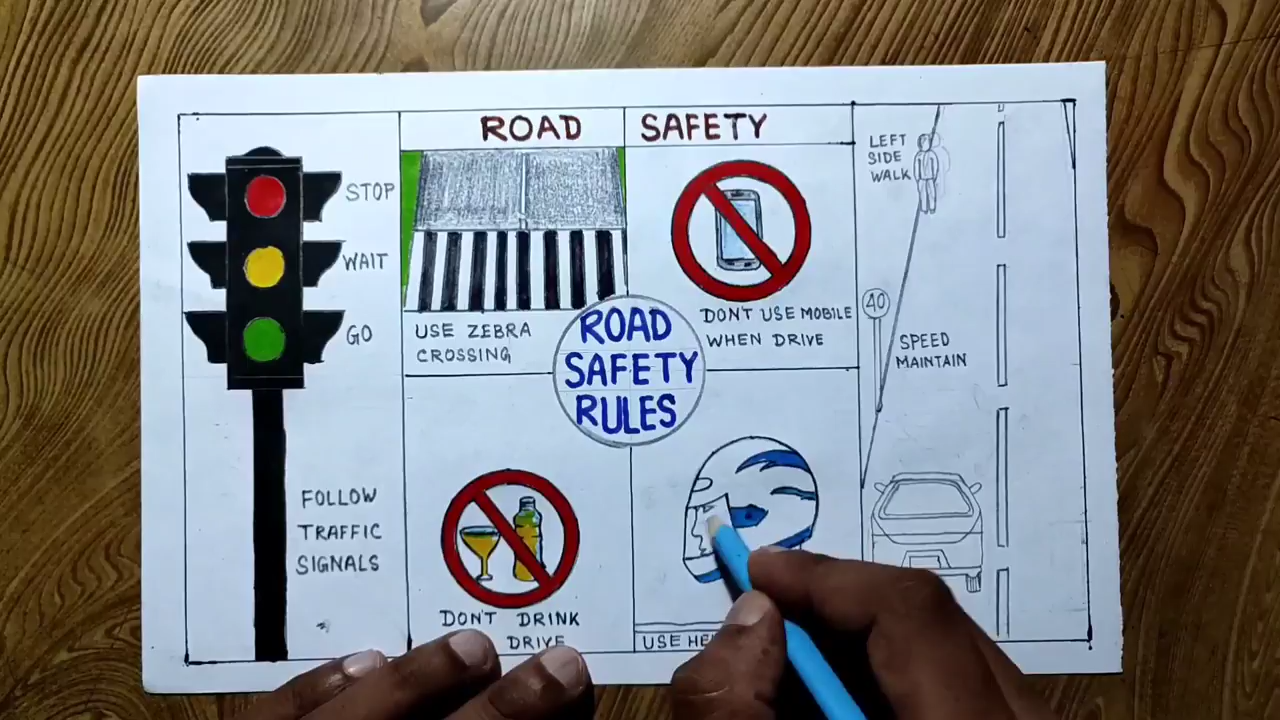 ROAD SAFETY
STOP
WAIT
GO
FOLLOW
TRAFFIC
SIGNALS
USE ZEBRA
CROSSING
DON'T USE MOBILE
WHEN DRIVE
ROAD
SAFETY
RULES
DON'T DRINK
DRIVE
USE
LEFT
SIDE
WALK
40
SPEED
MAINTAIN